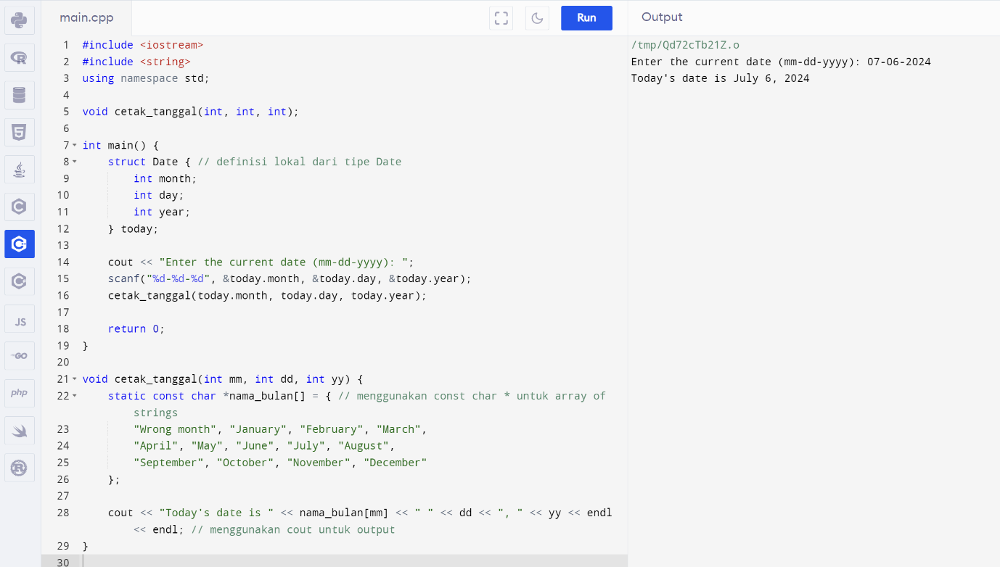 main.cpp
Run
Output
1 #include <iostream>
2 #include <string>
3 using namespace std;
4
5 void cetak_tanggal(int, int, int);
6
7 int main() {
8     struct Date { // definisi lokal dari tipe Date
9         int month;
10         int day;
11         int year;
12     } today;
13
14     cout << "Enter the current date (mm-dd-yyyy): ";
15     scanf("%d-%d-%d", &today.month, &today.day, &today.year);
16     cetak_tanggal(today.month, today.day, today.year);
17
18     return 0;
19 }
20
21 void cetak_tanggal(int mm, int dd, int yy) {
22     static const char *nama_bulan[] = { // menggunakan const char * untuk array of
strings
23         "Wrong month", "January", "February", "March",
24         "April", "May", "June", "July", "August",
25         "September", "October", "November", "December"
26     };
27
28     cout << "Today's date is " << nama_bulan[mm] << " " << dd << ", " << yy << endl
<< endl; // menggunakan cout untuk output
29 }
30
/tmp/Qd72cTb21Z.o
Enter the current date (mm-dd-yyyy): 07-06-2024
Today's date is July 6, 2024
R
5
C
C
C
JS
GO
php
R